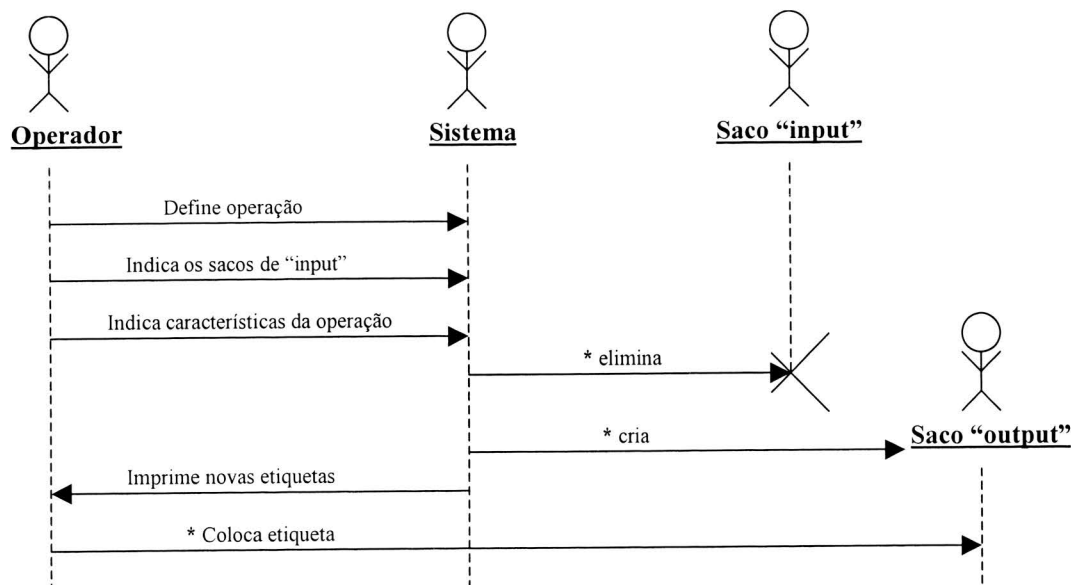 Operador
Sistema
Saco “input”
Define operação
Indica os sacos de “input”
Indica características da operação
* elimina
Saco “output”
* cria
Imprime novas etiquetas
* Coloca etiqueta